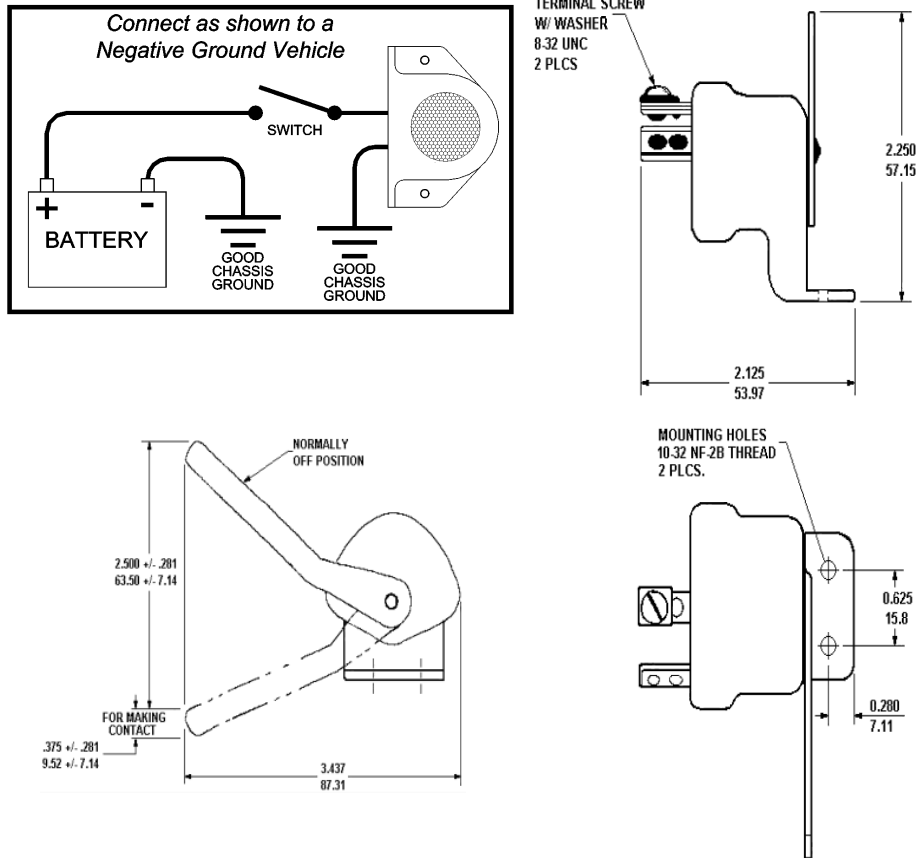 Connect as shown to a
Negative Ground Vehicle
SWITCH
+
-
BATTERY
GOOD
CHASSIS
GROUND
GOOD
CHASSIS
GROUND
TERMINAL SCREW
W/ WASHER
8-32 UNC
2 PLCS
2.250
57.15
2.125
53.97
NORMALLY
OFF POSITION
2.500 +/- .281
63.50 +/- 7.14
FOR MAKING
CONTACT
.375 +/- .281
9.52 +/- 7.14
3.437
87.31
MOUNTING HOLES
10-32 NF-2B THREAD
2 PLCS.
0.625
15.8
0.280
7.11